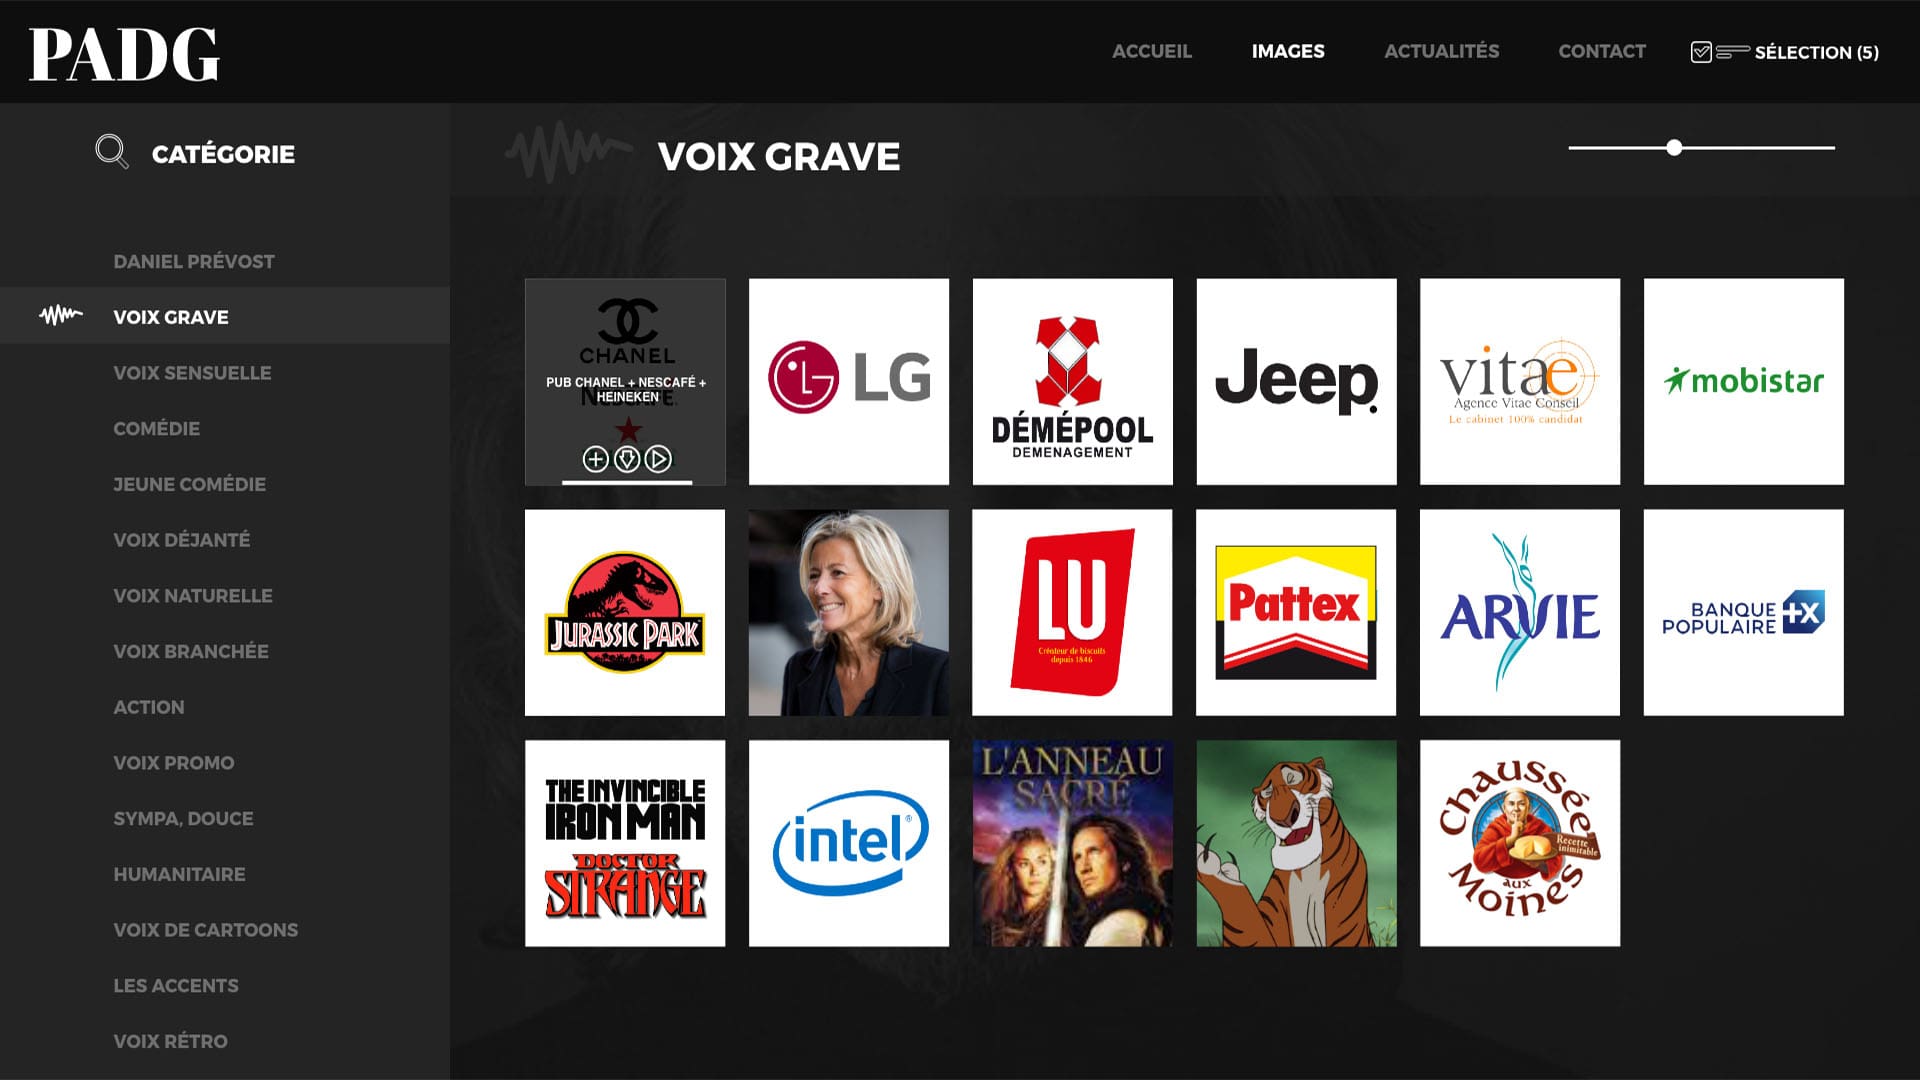 PADG
ACCUEIL
IMAGES
ACTUALITÉS
CONTACT
SÉLECTION (5)
CATÉGORIE
DANIEL PRÉVOST
VOIX GRAVE
VOIX SENSUELLE
COMÉDIE
JEUNE COMÉDIE
VOIX DÉJANTÉ
VOIX NATURELLE
VOIX BRANCHÉE
ACTION
VOIX PROMO
SYMPA, DOUCE
HUMANITAIRE
VOIX DE CARTOONS
LES ACCENTS
VOIX RÉTRO
VOIX GRAVE
CHANEL
PUB CHANEL + NESCAFÉ +
HEINEKEN
NESCAFÉ.
LG
DÉMÉPOOL
DEMENAGEMENT
Jeep
vitae
Agence Vitae Conseil
Le cabinet 100% candidat
mobistar
JURASSIC PARK
LU
Créateur de biscuits
depuis 1846
Pattex
ARVIE
BANQUE
POPULAIRE
THE INVINCIBLE
IRON MAN
DOCTOR
STRANGE
intel®
L'ANNEAU
SACRÉ
Chaussée
aux
Moines
Recette
inimitable